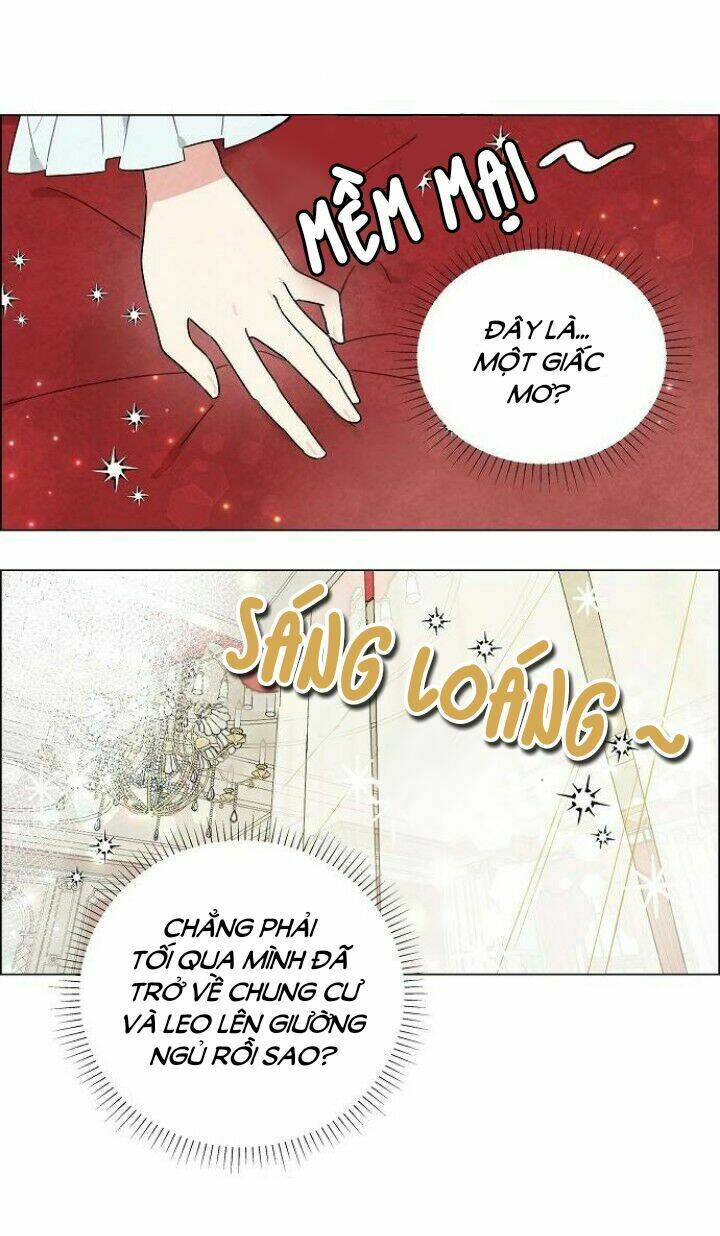 MỀM MẠI ~
ĐÂY LÀ...
MỘT GIẤC
MƠ?
SÁNG LOÁNG ~
CHẲNG PHẢI
TỐI QUA MÌNH ĐÃ
TRỞ VỀ CHUNG CƯ
VÀ LEO LÊN GIƯỜNG
NGỦ RỒI SAO?